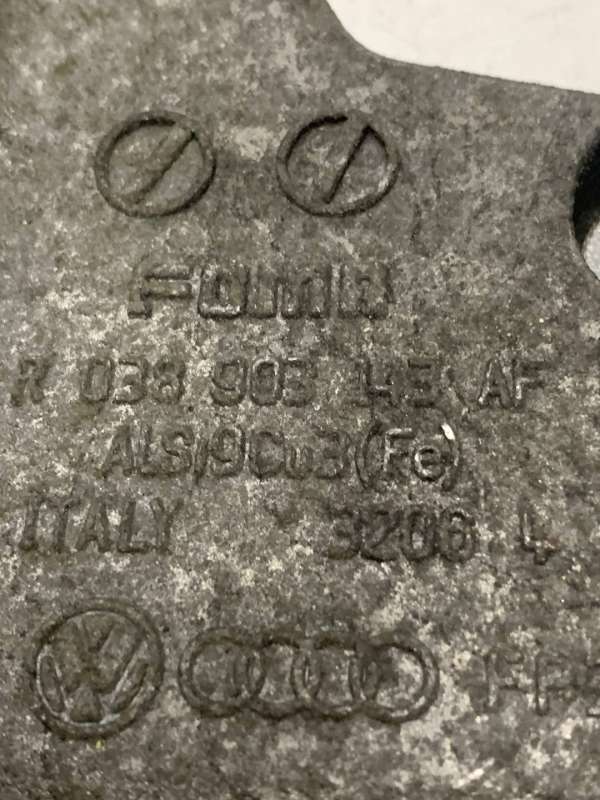 Fomb
R 038 903 143 AF
ALSi9Cu3(Fe)
ITALY 3206.4